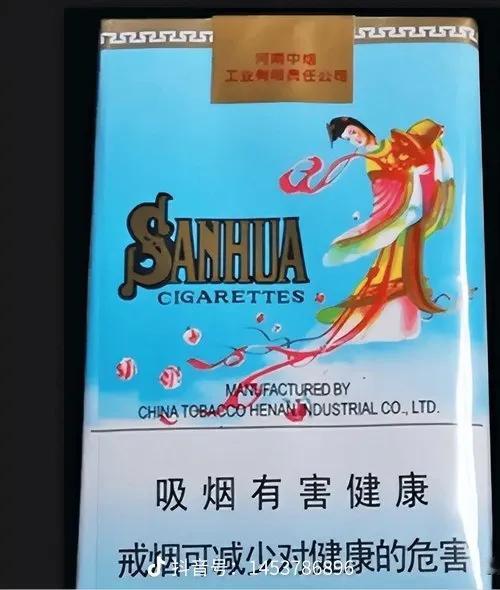 河南中烟
工业有限责任公司
SANHUA
CIGARETTES
MANUFACTURED BY
CHINA TOBACCO HENAN INDUSTRIAL CO., LTD.
吸烟有害健康
戒烟可减少对健康的危害
抖音号：1453786896